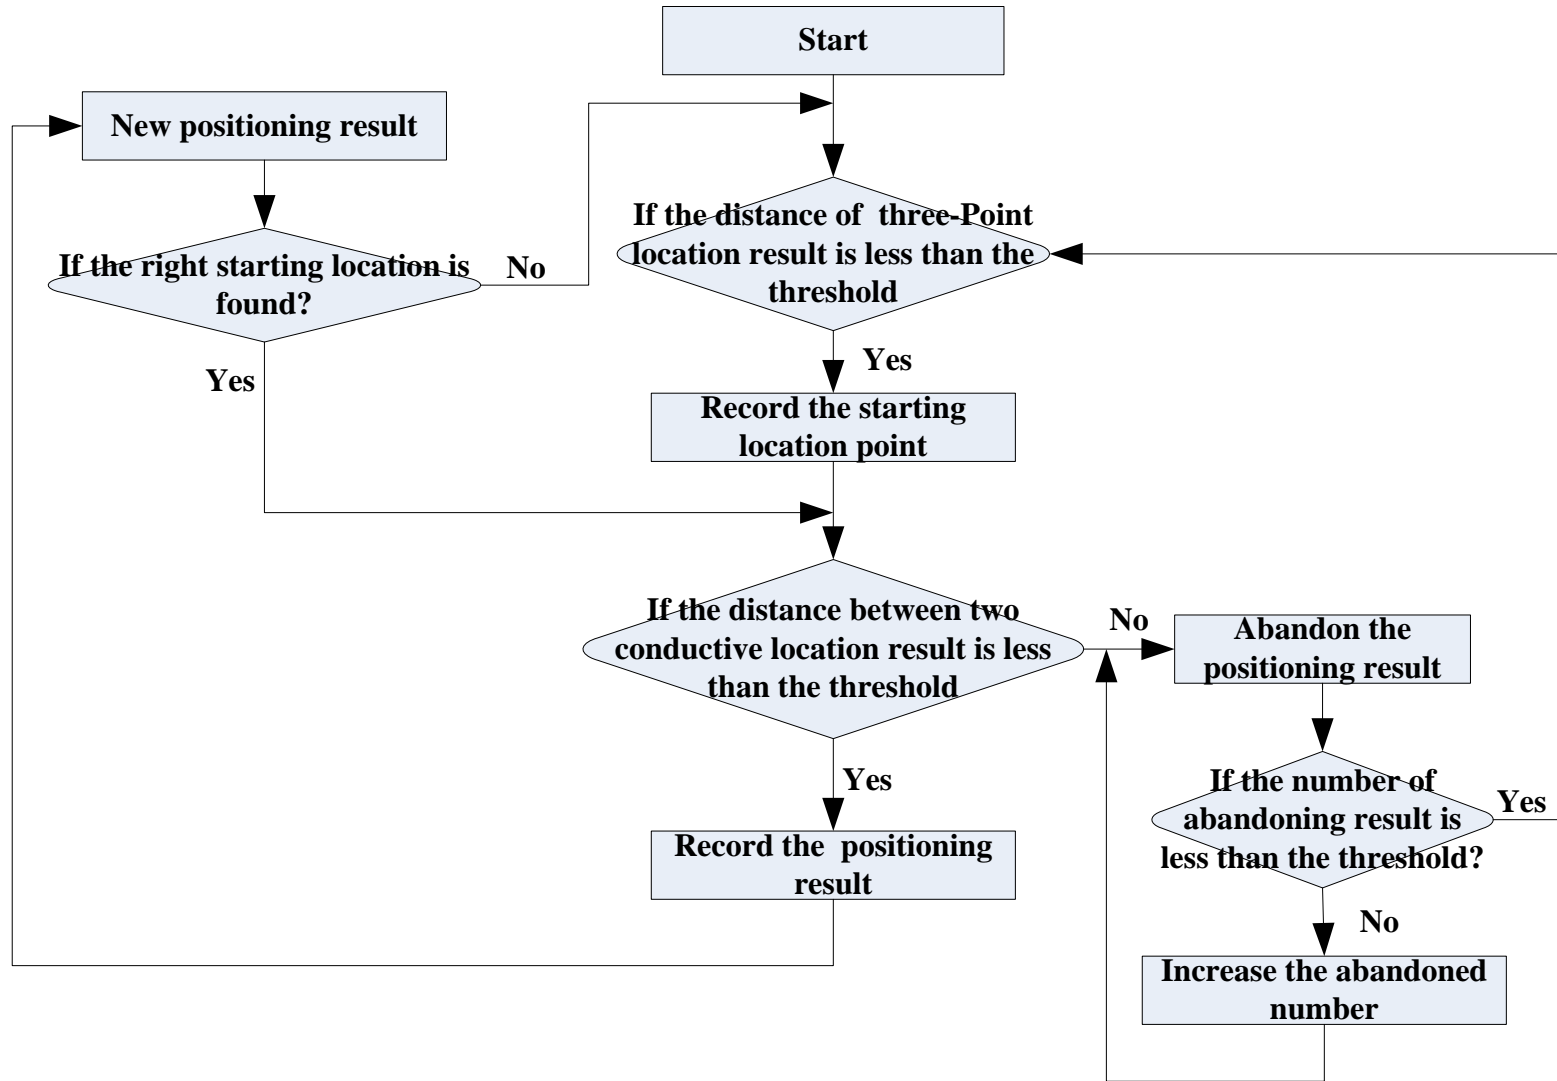 Start
New positioning result
If the distance of three-Point
location result is less than the
threshold
If the right starting location is
found?
No
Yes
Yes
Record the starting
location point
If the distance between two
conductive location result is less
than the threshold
No
Abandon the
positioning result
Yes
If the number of
abandoning result is
less than the threshold?
Yes
Record the positioning
result
No
Increase the abandoned
number